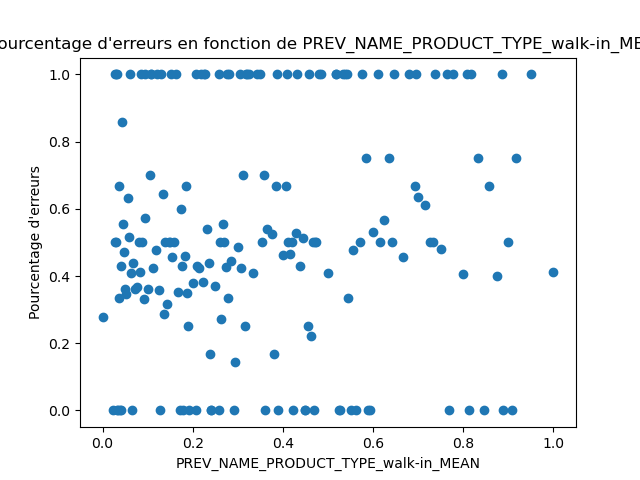 ourcentage d'erreurs en fonction de PREV_NAME_PRODUCT_TYPE_walk-in_MEA
1.0
0.8
0.6
0.4
0.2
0.0
Pourcentage d'erreurs
0.0 0.2 0.4 0.6 0.8 1.0
PREV_NAME_PRODUCT_TYPE_walk-in_MEAN